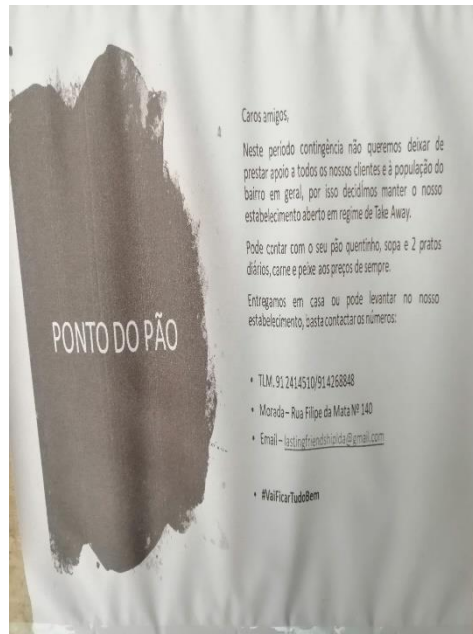 PONTO DO PÃO
Caros amigos,
Neste periodo contingência não queremos deixar de
prestar apoio a todos os nossos clientes e à população do
bairro em geral, por isso decidimos manter o nosso
estabelecimento aberto em regime de Take Away.
Pode contar com o seu pão quentinho, sopa e 2 pratos
diários, carne e peixe aos preços de sempre.
Entregamos em casa ou pode levantar no nosso
estabelecimento, basta contactar os números:
• TLM. 912414510/914268848
• Morada – Rua Filipe da Mata Nº 140
• Email – lastingfriendshiplda@gmail.com
• #VaiFicarTudoBem